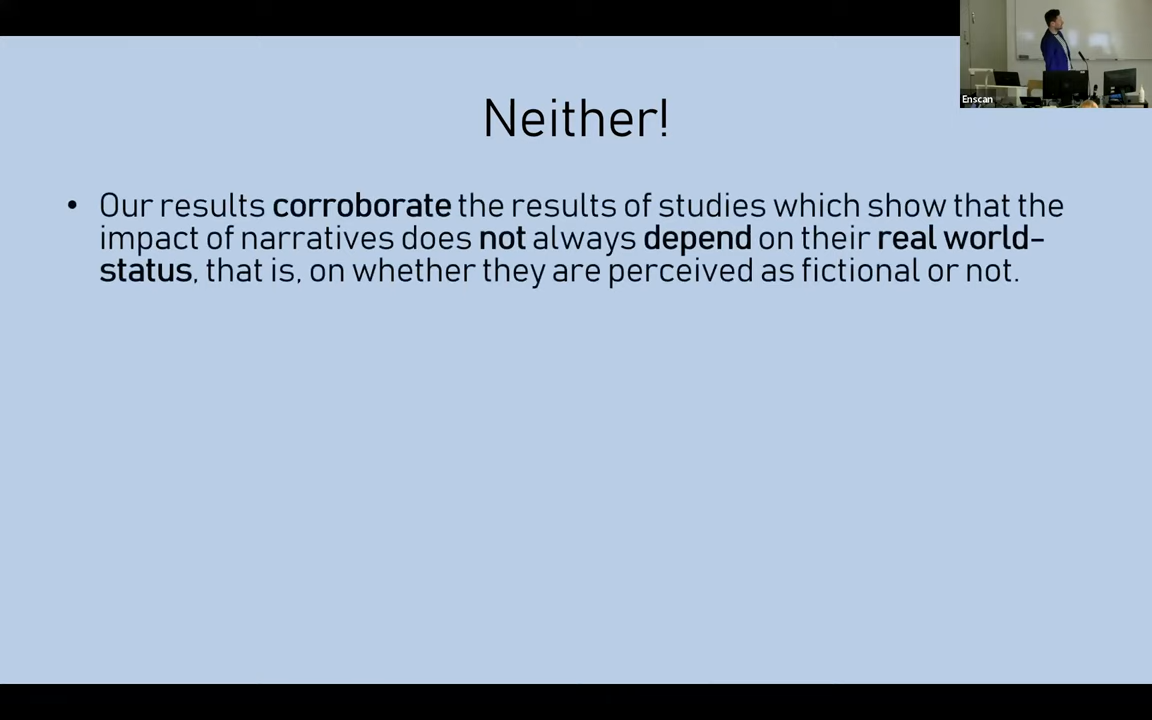 Enscan
Neither!
• Our results corroborate the results of studies which show that the
impact of narratives does not always depend on their real world-
status, that is, on whether they are perceived as fictional or not.